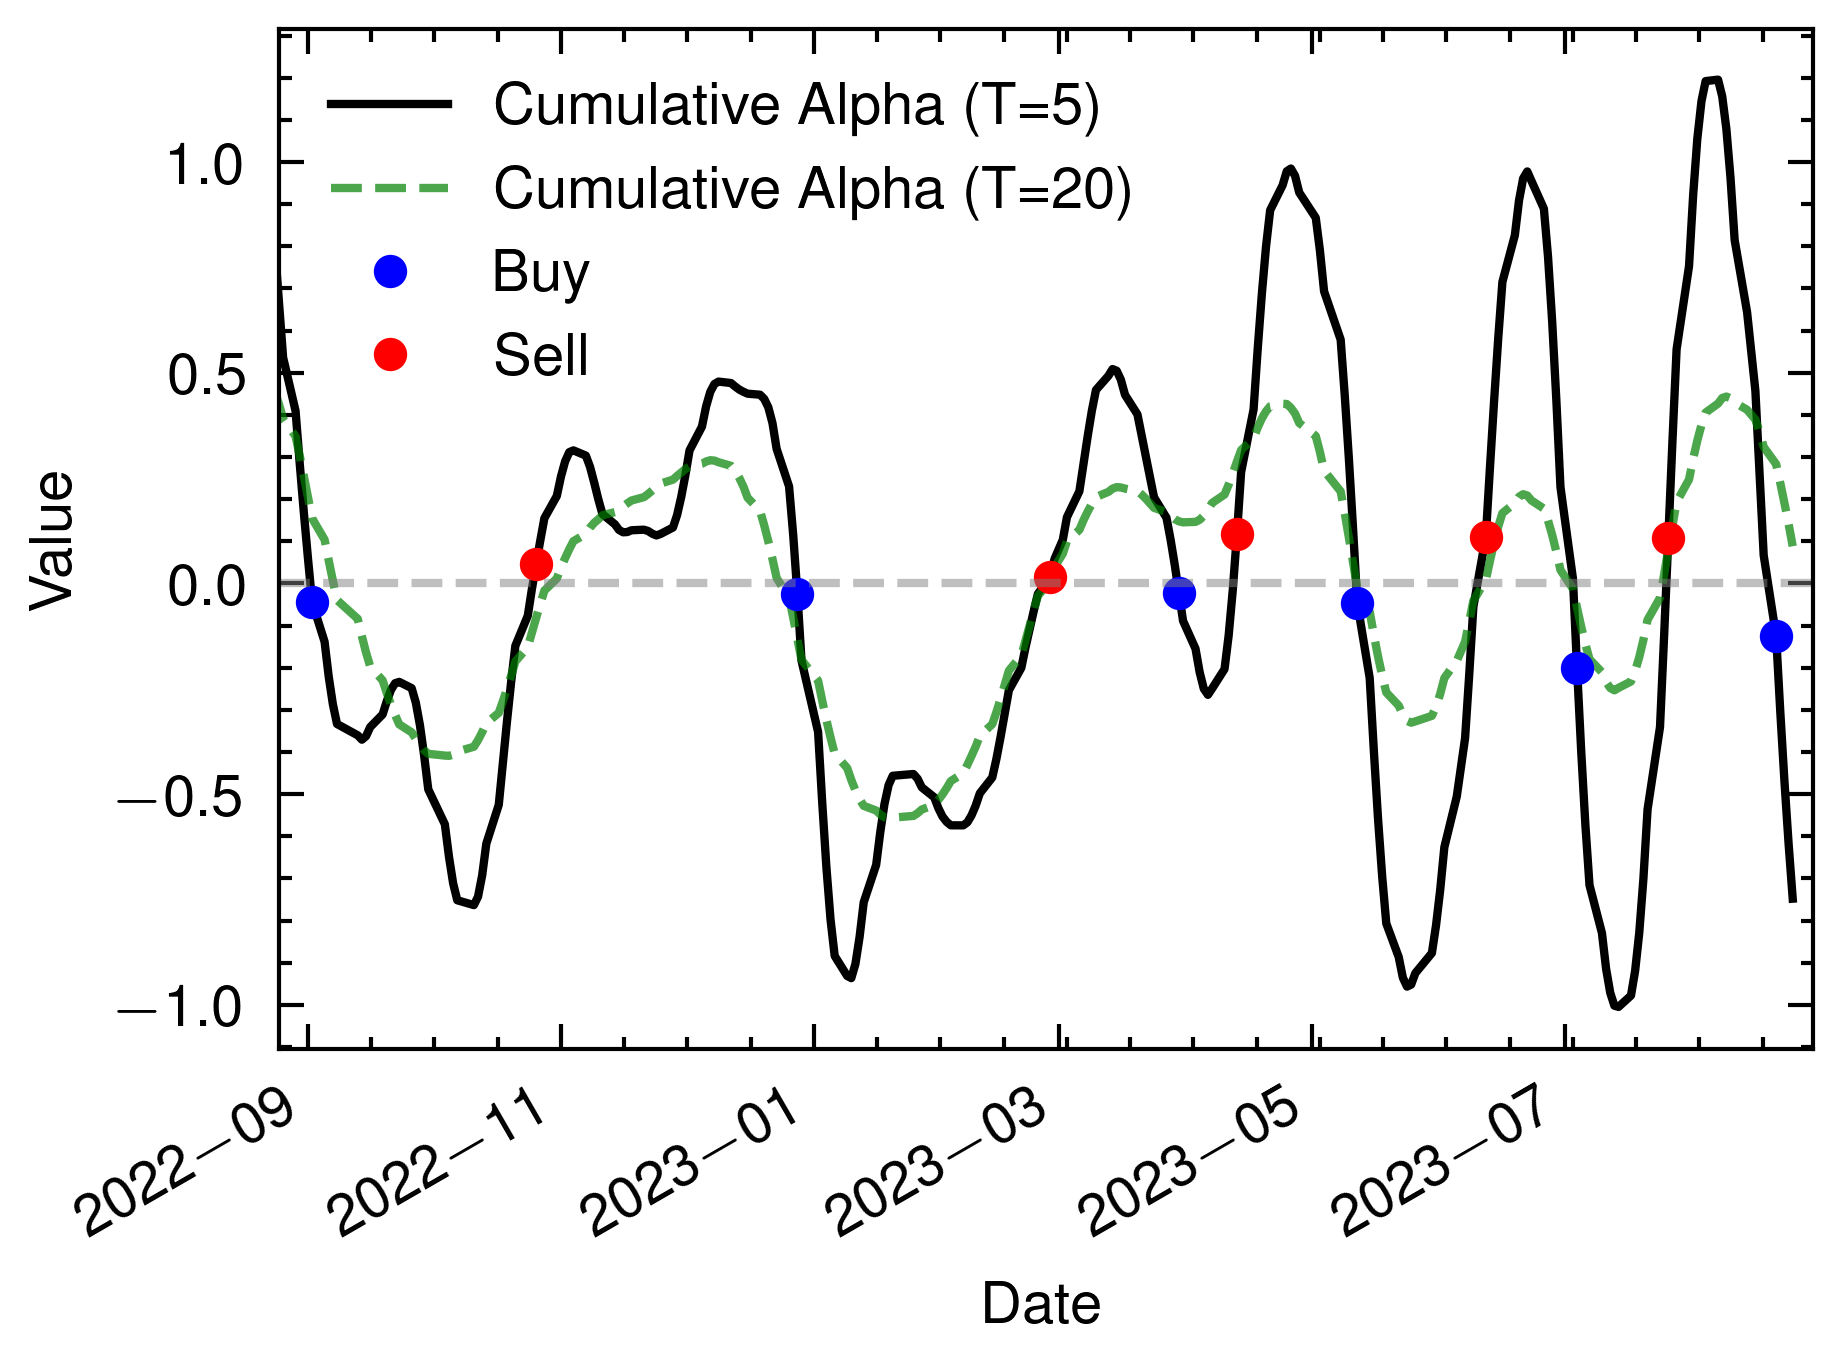 Cumulative Alpha (T=5)
Cumulative Alpha (T=20)
Buy
Sell
1.0
0.5
0.0
−0.5
−1.0
Value
2022−09
2022−11
2023−01
2023−03
2023−05
2023−07
Date